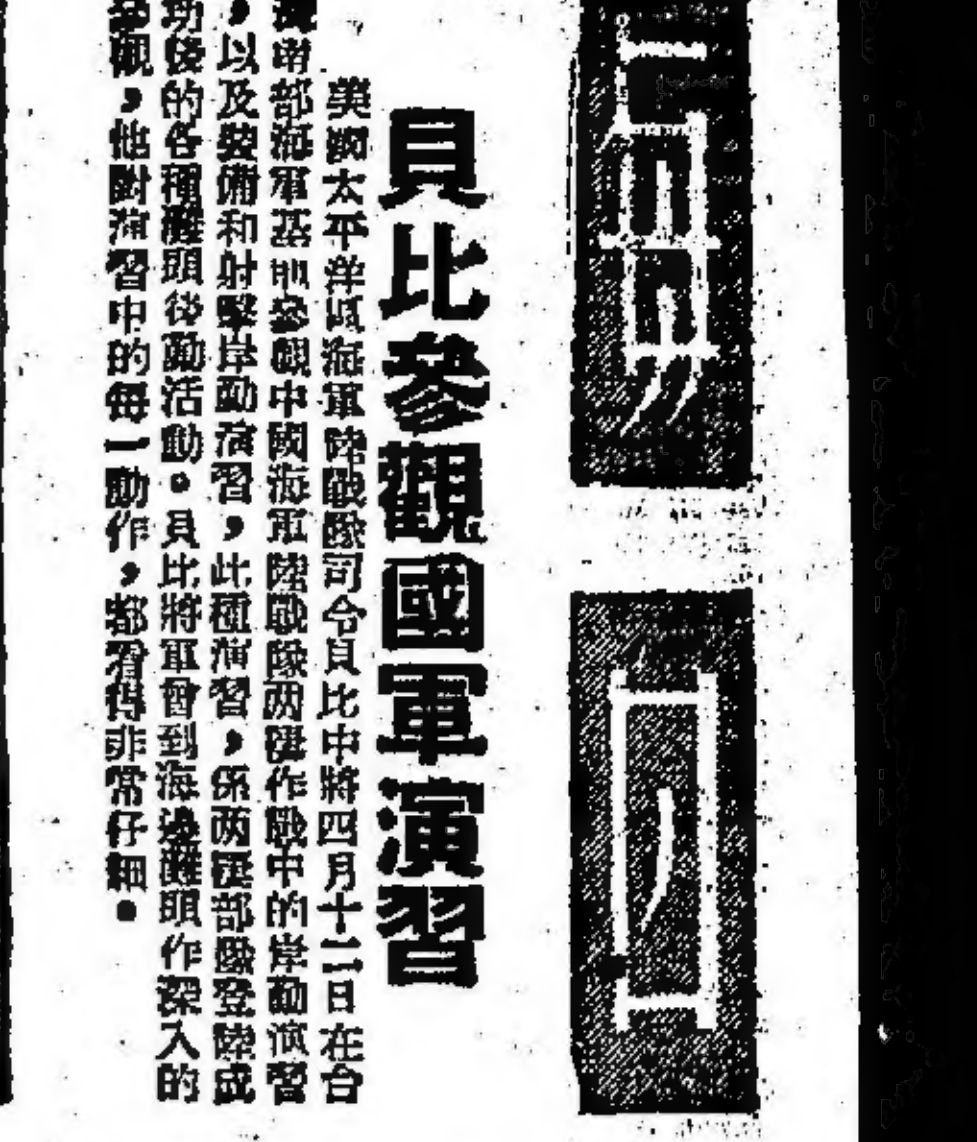 貝比參觀國軍演習
美國太平洋區海軍陸戰隊司令貝比中將四月十二日在台
南部海軍基地參觀中國海軍陸戰隊两棲作戰中的岸勤演習
，以及裝備和射擊岸勤演習，此種演習，係两棲部隊登陸成
功後的各種灘頭後勤活動。具比將軍曾到海邊灘頭作深入的
參觀，他對演習中的每一動作，都看得非常仔細。